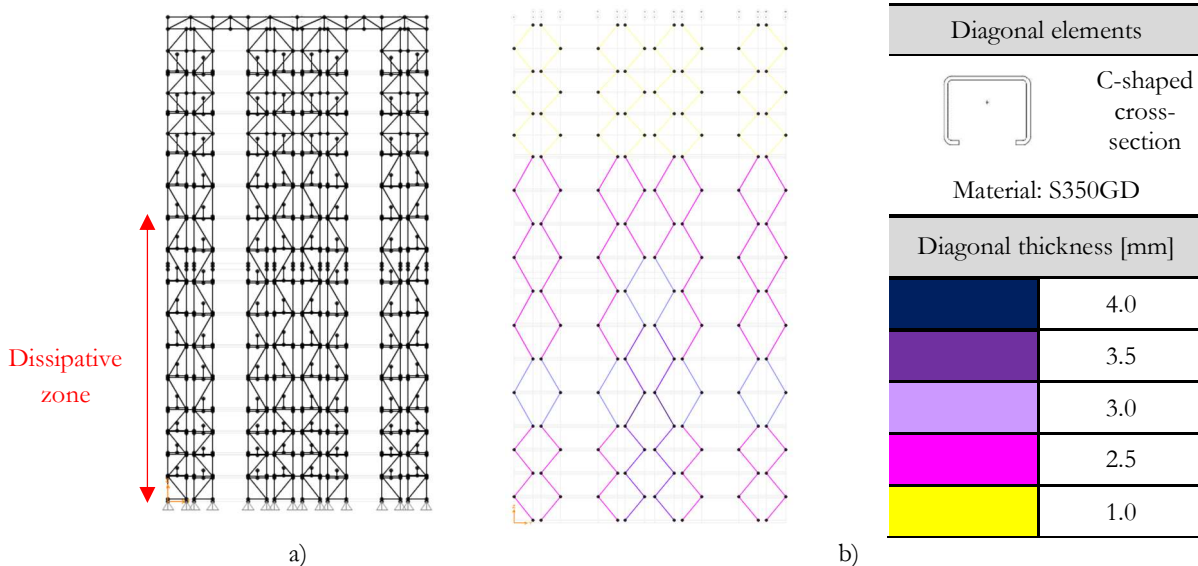 Dissipative
zone
a)
b)
Diagonal elements
C-shaped
cross-
section
Material: S350GD
Diagonal thickness [mm]
4.0
3.5
3.0
2.5
1.0